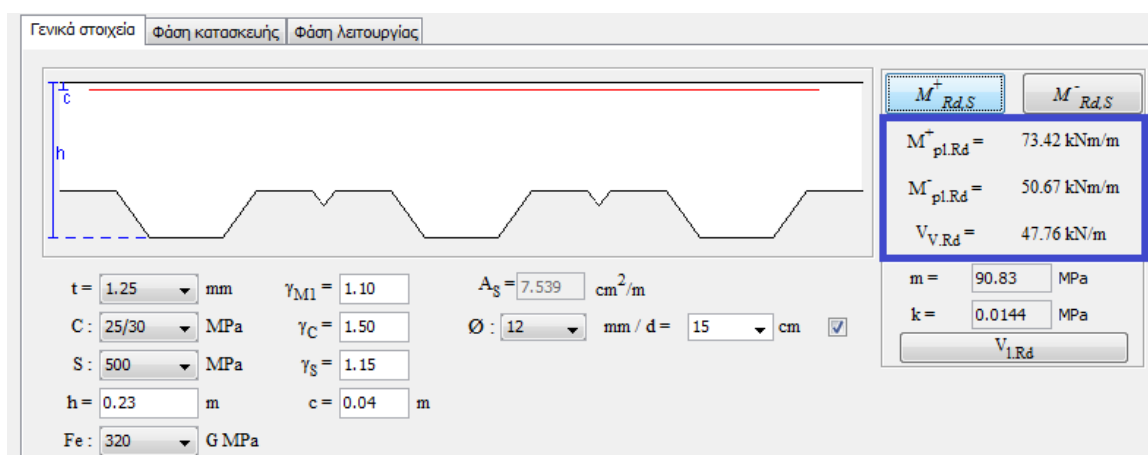 Γενικά στοιχεία Φάση κατασκευής Φάση λειτουργίας
c
h
M+Rd,S M-Rd,S
M+pl.Rd = 73.42 kNm/m
M-pl.Rd = 50.67 kNm/m
VV.Rd = 47.76 kN/m
m = 90.83 MPa
k = 0.0144 MPa
V1.Rd
t = 1.25 mm γM1 = 1.10 AS = 7.539 cm2/m
C : 25/30 MPa γC = 1.50 Ø : 12 mm / d = 15 cm
S : 500 MPa γS = 1.15
h = 0.23 m c = 0.04 m
Fe : 320 G MPa